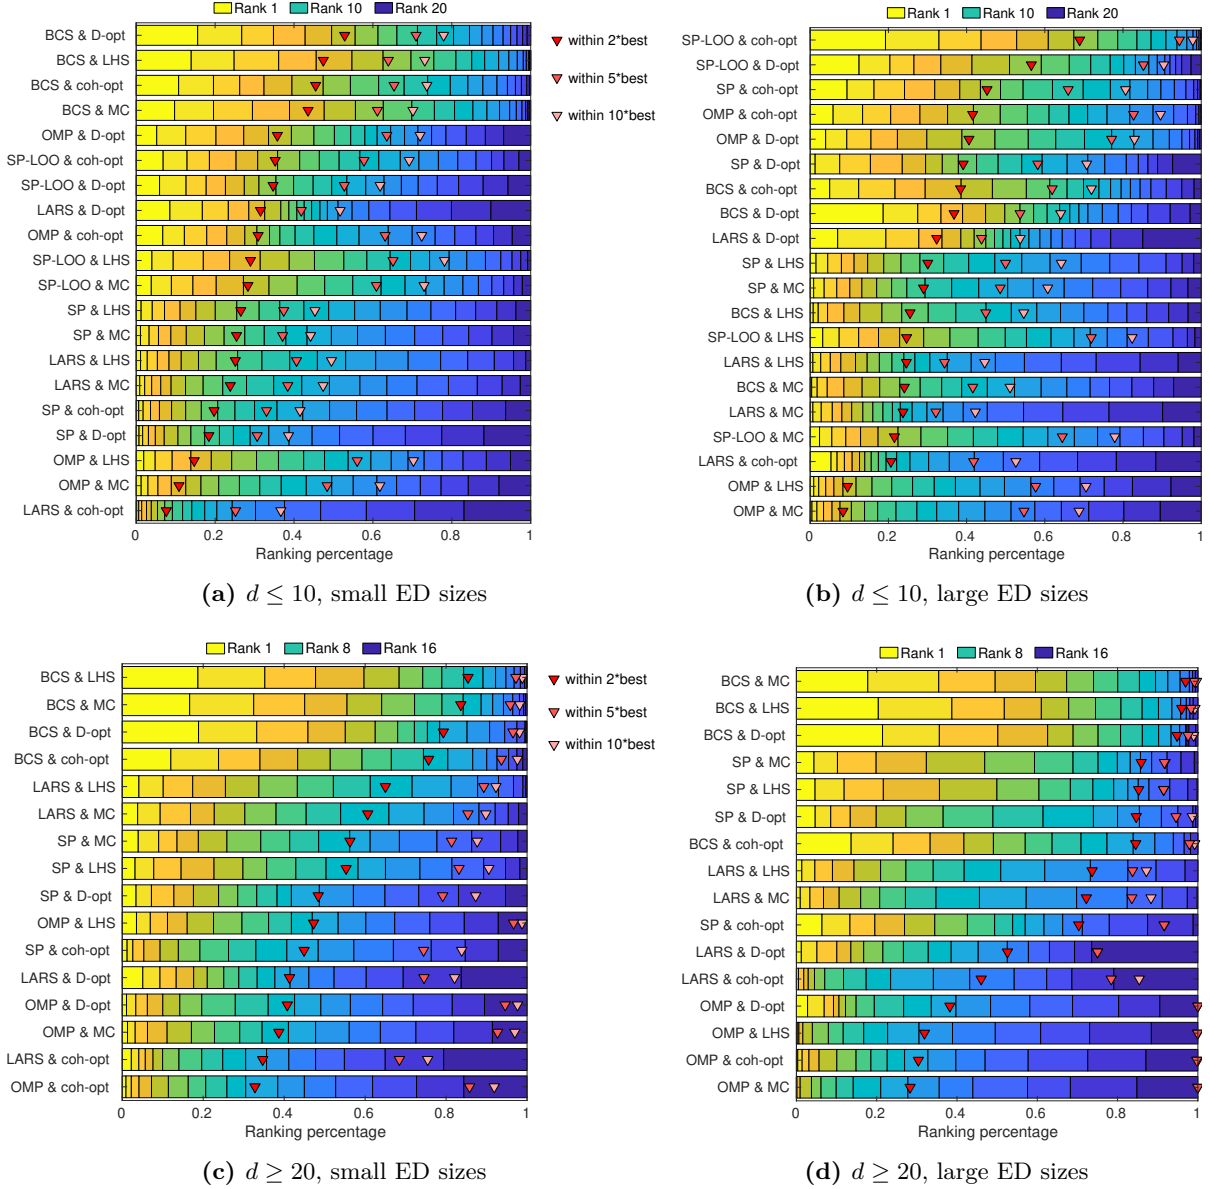 Rank 1 Rank 10 Rank 20
BCS & D-opt
BCS & LHS
BCS & coh-opt
BCS & MC
OMP & D-opt
SP-LOO & coh-opt
SP-LOO & D-opt
LARS & D-opt
OMP & coh-opt
SP-LOO & LHS
SP-LOO & MC
SP & LHS
SP & MC
LARS & LHS
LARS & MC
SP & coh-opt
SP & D-opt
OMP & LHS
OMP & MC
LARS & coh-opt
0 0.2 0.4 0.6 0.8 1
Ranking percentage
(a) d ≤ 10, small ED sizes
within 2*best
within 5*best
within 10*best
Rank 1 Rank 10 Rank 20
SP-LOO & coh-opt
SP-LOO & D-opt
SP & coh-opt
OMP & coh-opt
OMP & D-opt
SP & D-opt
BCS & coh-opt
BCS & D-opt
LARS & D-opt
SP & LHS
SP & MC
BCS & LHS
SP-LOO & LHS
LARS & LHS
BCS & MC
LARS & MC
SP-LOO & MC
LARS & coh-opt
OMP & LHS
OMP & MC
0 0.2 0.4 0.6 0.8 1
Ranking percentage
(b) d ≤ 10, large ED sizes
Rank 1 Rank 8 Rank 16
BCS & LHS
BCS & MC
BCS & D-opt
BCS & coh-opt
LARS & LHS
LARS & MC
SP & MC
SP & LHS
SP & D-opt
OMP & LHS
SP & coh-opt
LARS & D-opt
OMP & D-opt
OMP & MC
LARS & coh-opt
OMP & coh-opt
0 0.2 0.4 0.6 0.8 1
Ranking percentage
(c) d ≥ 20, small ED sizes
within 2*best
within 5*best
within 10*best
Rank 1 Rank 8 Rank 16
BCS & MC
BCS & LHS
BCS & D-opt
SP & MC
SP & LHS
SP & D-opt
BCS & coh-opt
LARS & LHS
LARS & MC
SP & coh-opt
LARS & D-opt
LARS & coh-opt
OMP & D-opt
OMP & LHS
OMP & coh-opt
OMP & MC
0 0.2 0.4 0.6 0.8 1
Ranking percentage
(d) d ≥ 20, large ED sizes